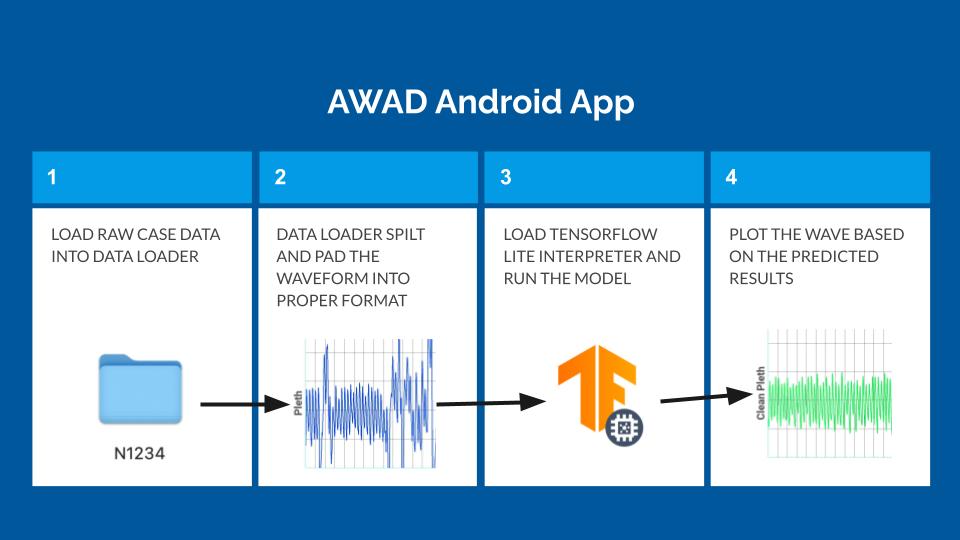 AWAD Android App
1
LOAD RAW CASE DATA
INTO DATA LOADER
N1234
2
DATA LOADER SPILT
AND PAD THE
WAVEFORM INTO
PROPER FORMAT
Pleth
3
LOAD TENSORFLOW
LITE INTERPRETER AND
RUN THE MODEL
4
PLOT THE WAVE BASED
ON THE PREDICTED
RESULTS
Clean Pleth